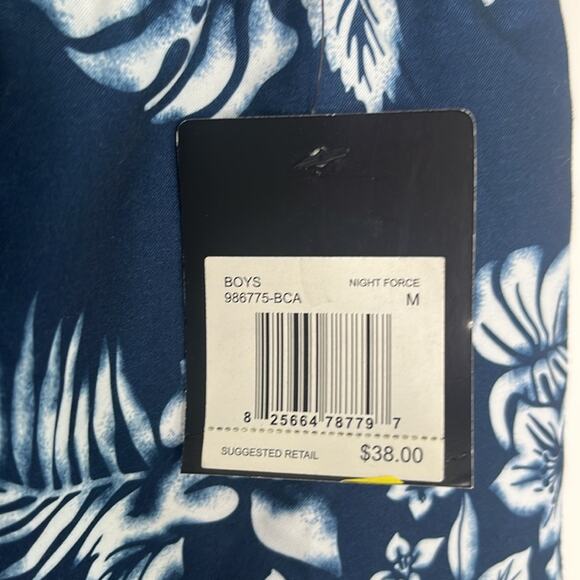 BOYS NIGHT FORCE
986775-BCA M
8 25664 78779 7
SUGGESTED RETAIL $38.00